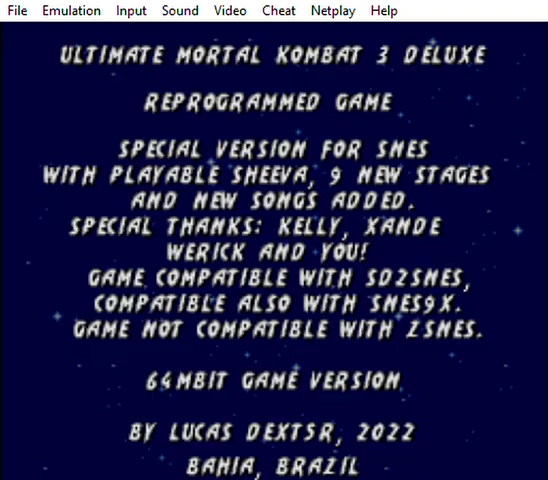 File Emulation Input Sound Video Cheat Netplay Help
ULTIMATE MORTAL KOMBAT 3 DELUXE
REPROGRAMMED GAME
SPECIAL VERSION FOR SNES
WITH PLAYABLE SHEEVA, 9 NEW STAGES
AND NEW SONGS ADDED.
SPECIAL THANKS: KELLY, XANDE
WERICK AND YOU!
GAME COMPATIBLE WITH SD2SNES,
COMPATIBLE ALSO WITH SNES9X.
GAME NOT COMPATIBLE WITH ZSNES.
64MBIT GAME VERSION
BY LUCAS DEXT5R, 2022
BAHIA, BRAZIL